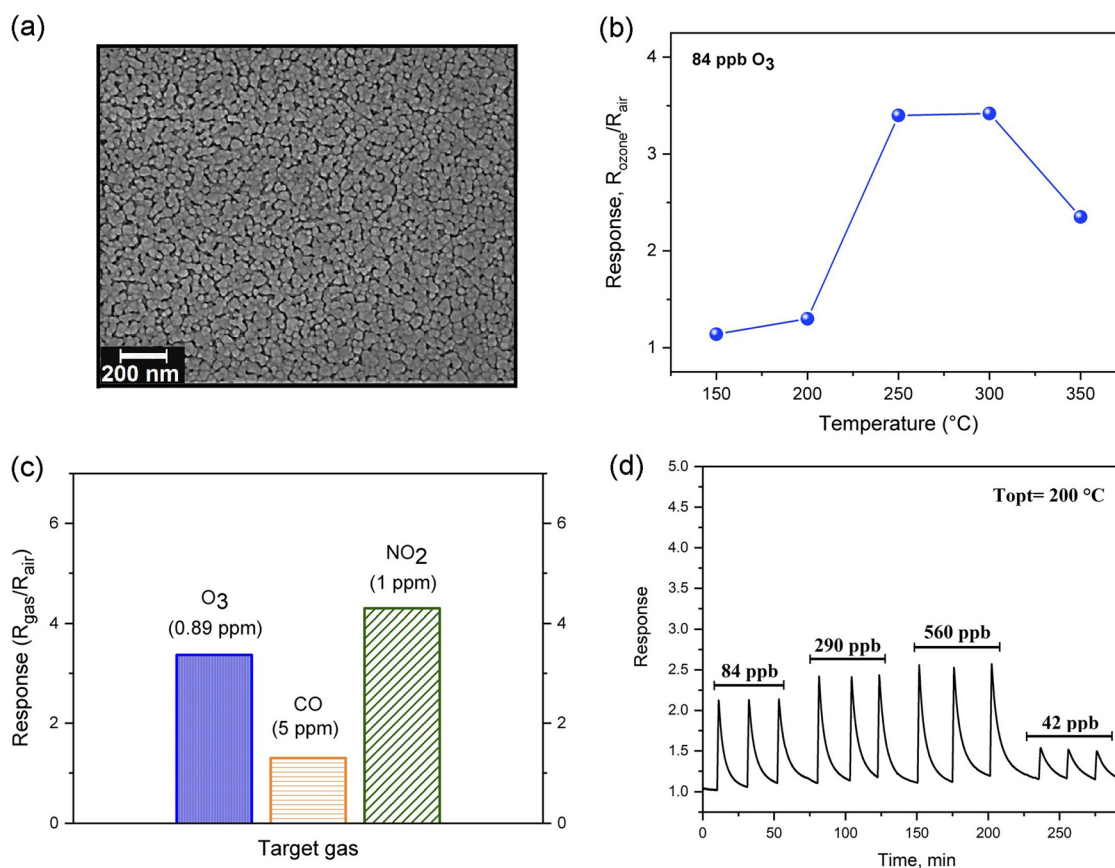 (a)
200 nm
(b)
84 ppb O3
4
3
2
1
150
200
250
300
350
Response, Rozone/Rair
Temperature (°C)
(c)
6
4
2
0
6
4
2
0
Response (Rgas/Rair)
O3
(0.89 ppm)
CO
(5 ppm)
NO2
(1 ppm)
Target gas
(d)
5.0
4.5
4.0
3.5
3.0
2.5
2.0
1.5
1.0
Response
Topt= 200 °C
84 ppb
290 ppb
560 ppb
42 ppb
0
50
100
150
200
250
Time, min